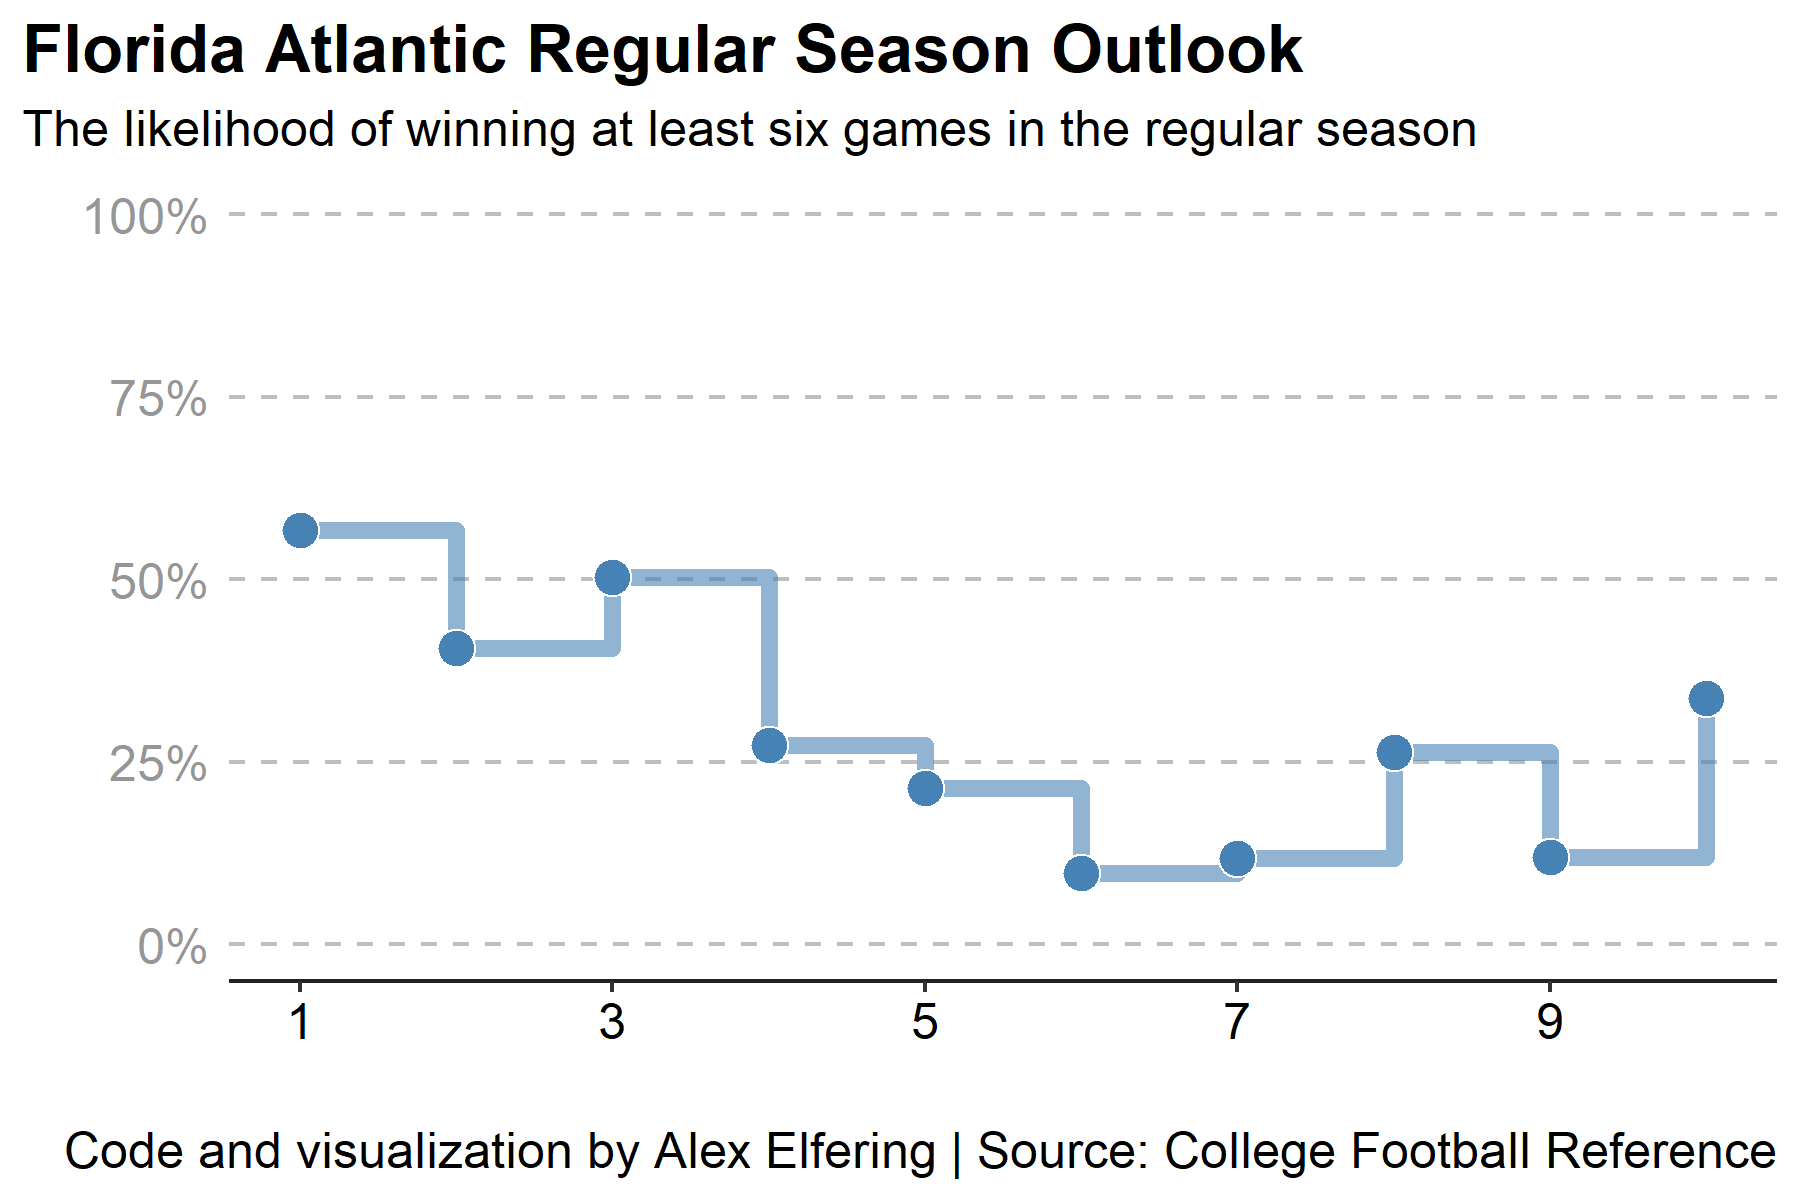 Florida Atlantic Regular Season Outlook
The likelihood of winning at least six games in the regular season
100%
75%
50%
25%
0%
1 3 5 7 9
Code and visualization by Alex Elfering | Source: College Football Reference